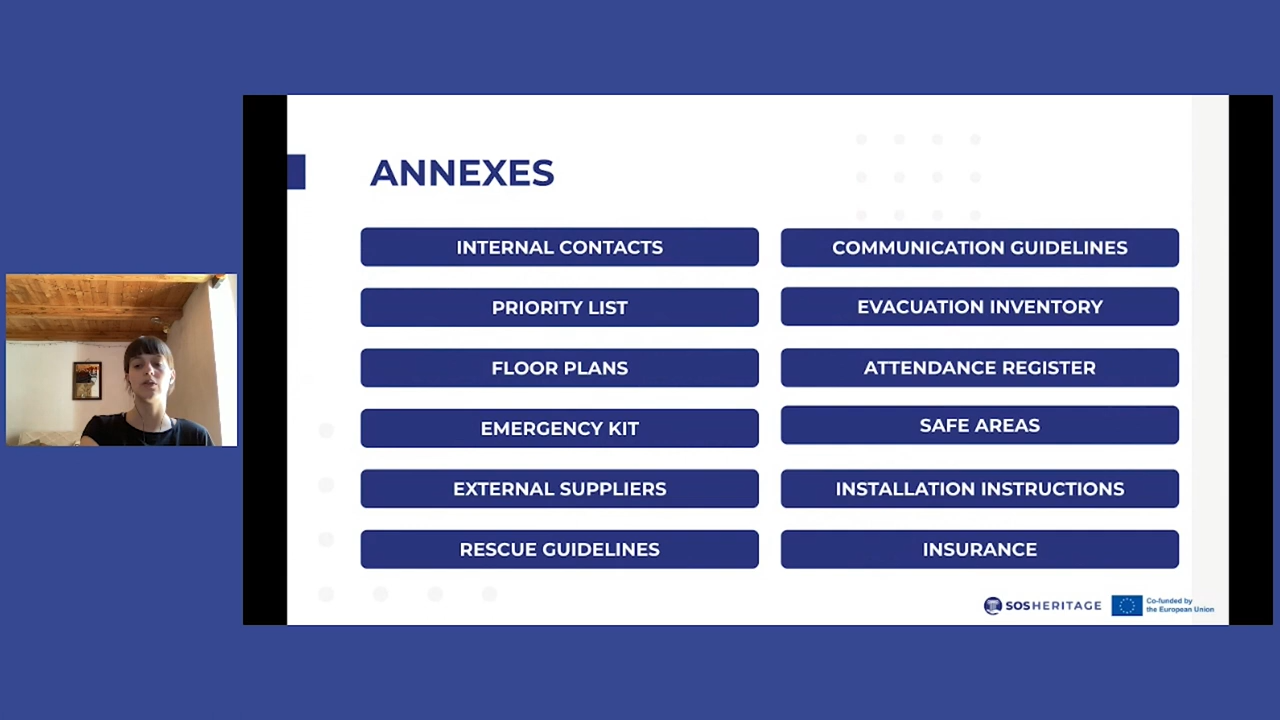 ANNEXES
INTERNAL CONTACTS
PRIORITY LIST
FLOOR PLANS
EMERGENCY KIT
EXTERNAL SUPPLIERS
RESCUE GUIDELINES
COMMUNICATION GUIDELINES
EVACUATION INVENTORY
ATTENDANCE REGISTER
SAFE AREAS
INSTALLATION INSTRUCTIONS
INSURANCE
SOSHERITAGE
Co-funded by
the European Union